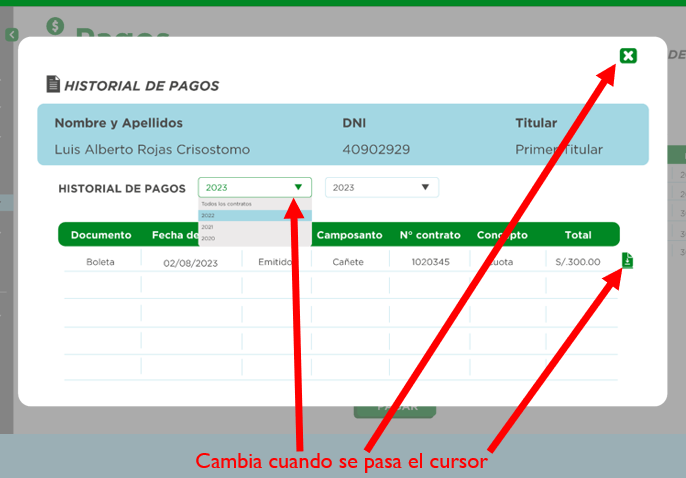 $ Pagos
DE
HISTORIAL DE PAGOS
Nombre y Apellidos DNI Titular
Luis Alberto Rojas Crisostomo 40902929 Primer Titular
HISTORIAL DE PAGOS 2023 2023
Todos los contratos
2022
2021
2020
Documento Fecha de Camposanto N° contrato Concepto Total
Boleta 02/08/2023 Emitido Cañete 1020345 uota S/.300.00
PAGAR
Cambia cuando se pasa el cursor